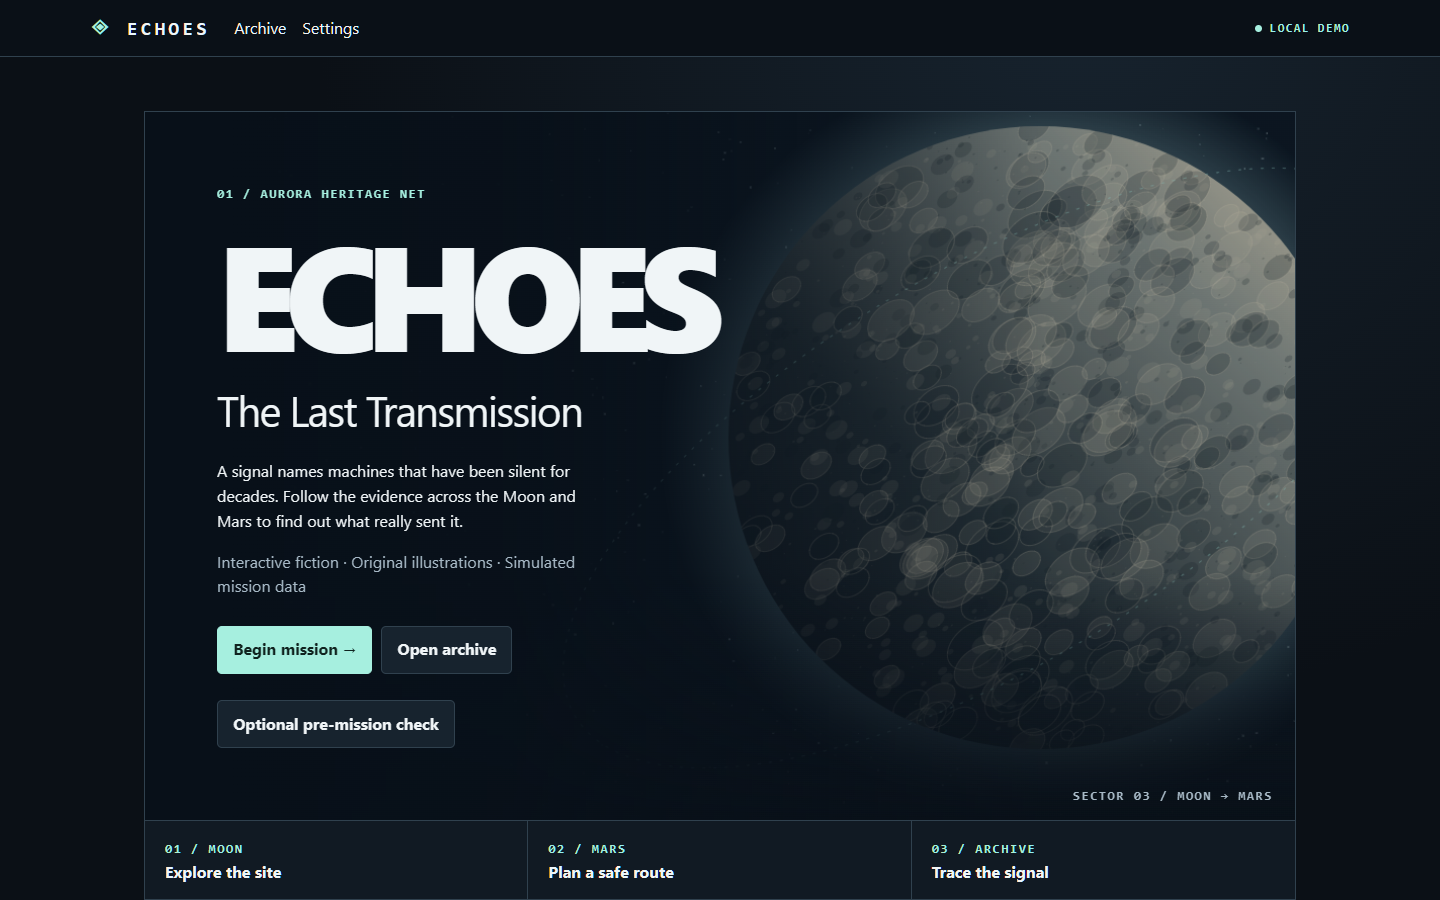 ECHOES Archive Settings LOCAL DEMO
01 / AURORA HERITAGE NET
ECHOES
The Last Transmission
A signal names machines that have been silent for
decades. Follow the evidence across the Moon and
Mars to find out what really sent it.
Interactive fiction · Original illustrations · Simulated
mission data
Begin mission → Open archive
Optional pre-mission check
SECTOR 03 / MOON → MARS
01 / MOON
Explore the site
02 / MARS
Plan a safe route
03 / ARCHIVE
Trace the signal